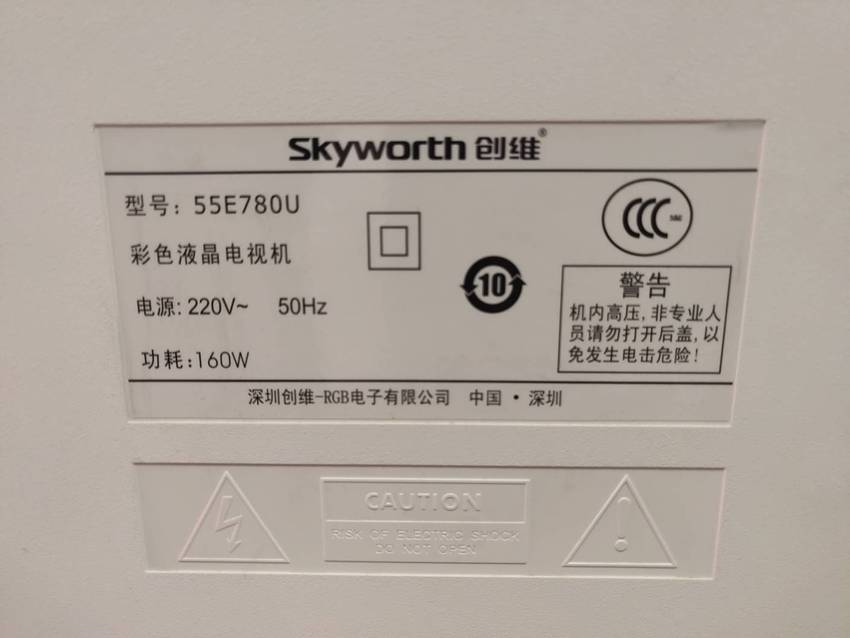 Skyworth 创维®
型号: 55E780U
彩色液晶电视机
电源: 220V~ 50Hz
功耗:160W
CCC
10
警告
机内高压,非专业人
员请勿打开后盖,以
免发生电击危险!
深圳创维-RGB电子有限公司 中国·深圳
CAUTION
RISK OF ELECTRIC SHOCK
DO NOT OPEN